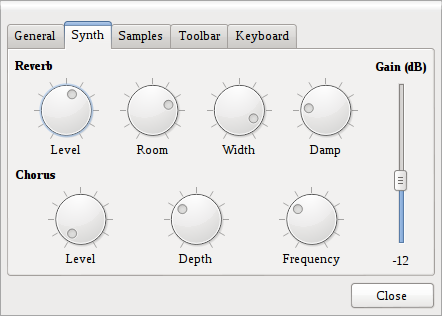 General Synth Samples Toolbar Keyboard
Reverb Gain (dB)
Level Room Width Damp
Chorus
Level Depth Frequency -12
Close